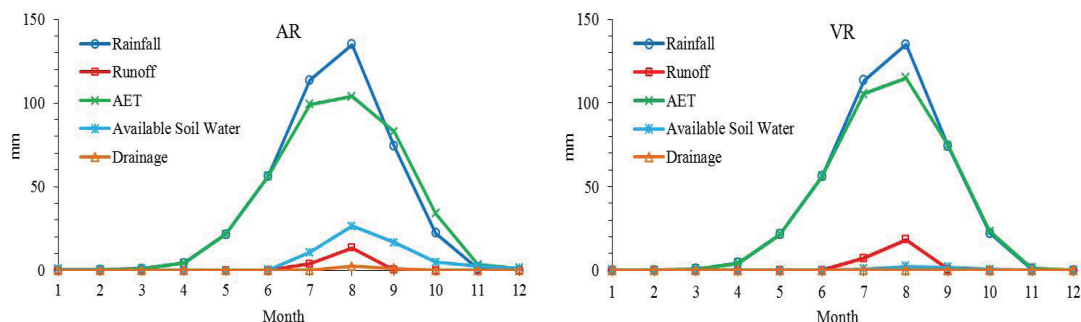 AR
150
100
50
0
mm
Rainfall
Runoff
AET
Available Soil Water
Drainage
1 2 3 4 5 6 7 8 9 10 11 12
Month
VR
150
100
50
0
mm
Rainfall
Runoff
AET
Available Soil Water
Drainage
1 2 3 4 5 6 7 8 9 10 11 12
Month